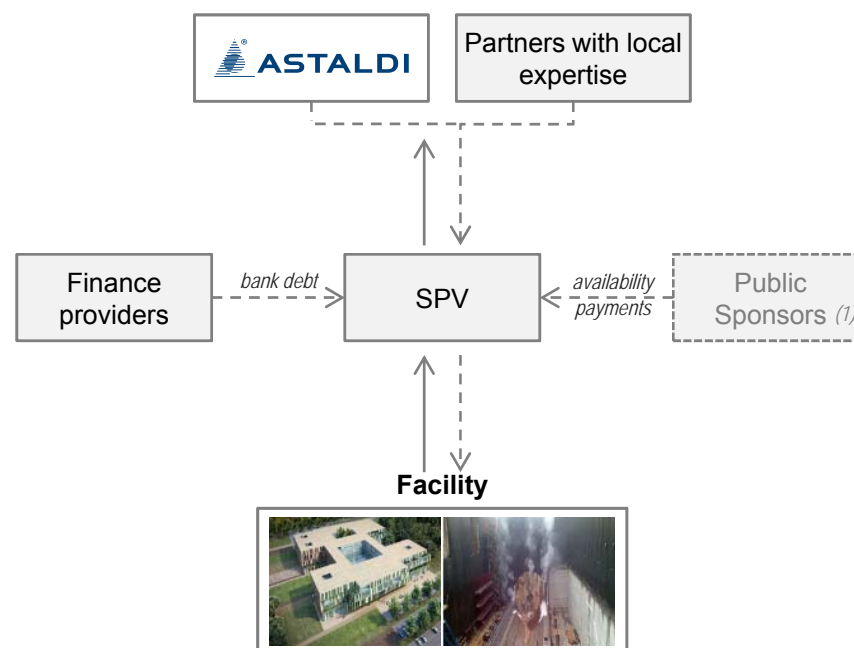 ASTALDI®
Partners with local
expertise
Finance
providers
bank debt
SPV
availability
payments
Public
Sponsors (1)
Facility